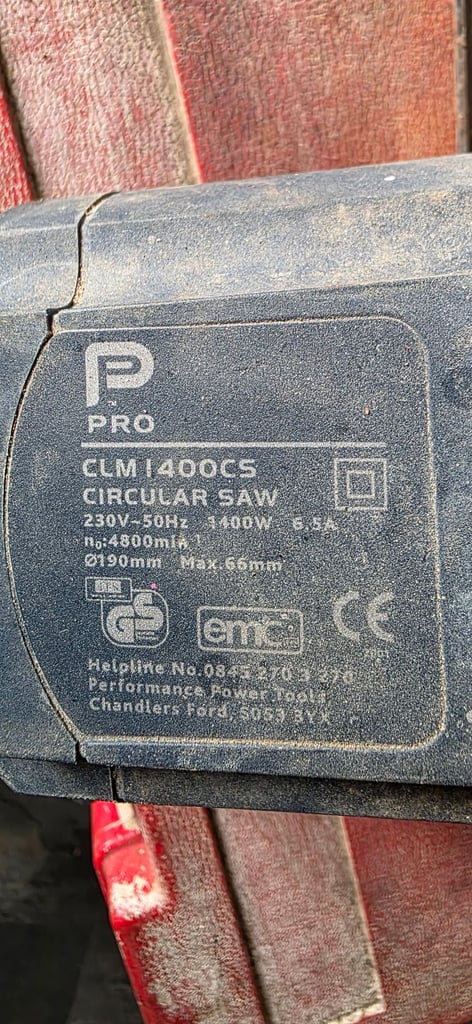 P
PRO
CLM1400CS
CIRCULAR SAW
230V~50Hz 1400W 6.5A
n₀:4800min⁻¹
Ø190mm Max.66mm
GS
emc
CE
Helpline No.0845 270 3 270
Performance Power Tools
Chandlers Ford, SO53 3YX